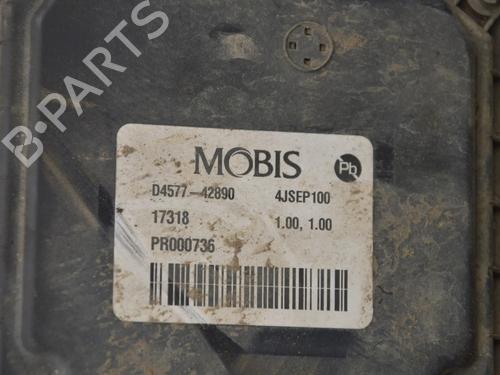 B-PARTS
MOBIS
Pb
D4577-42890 4JSEP100
17318 1.00, 1.00
PR000736